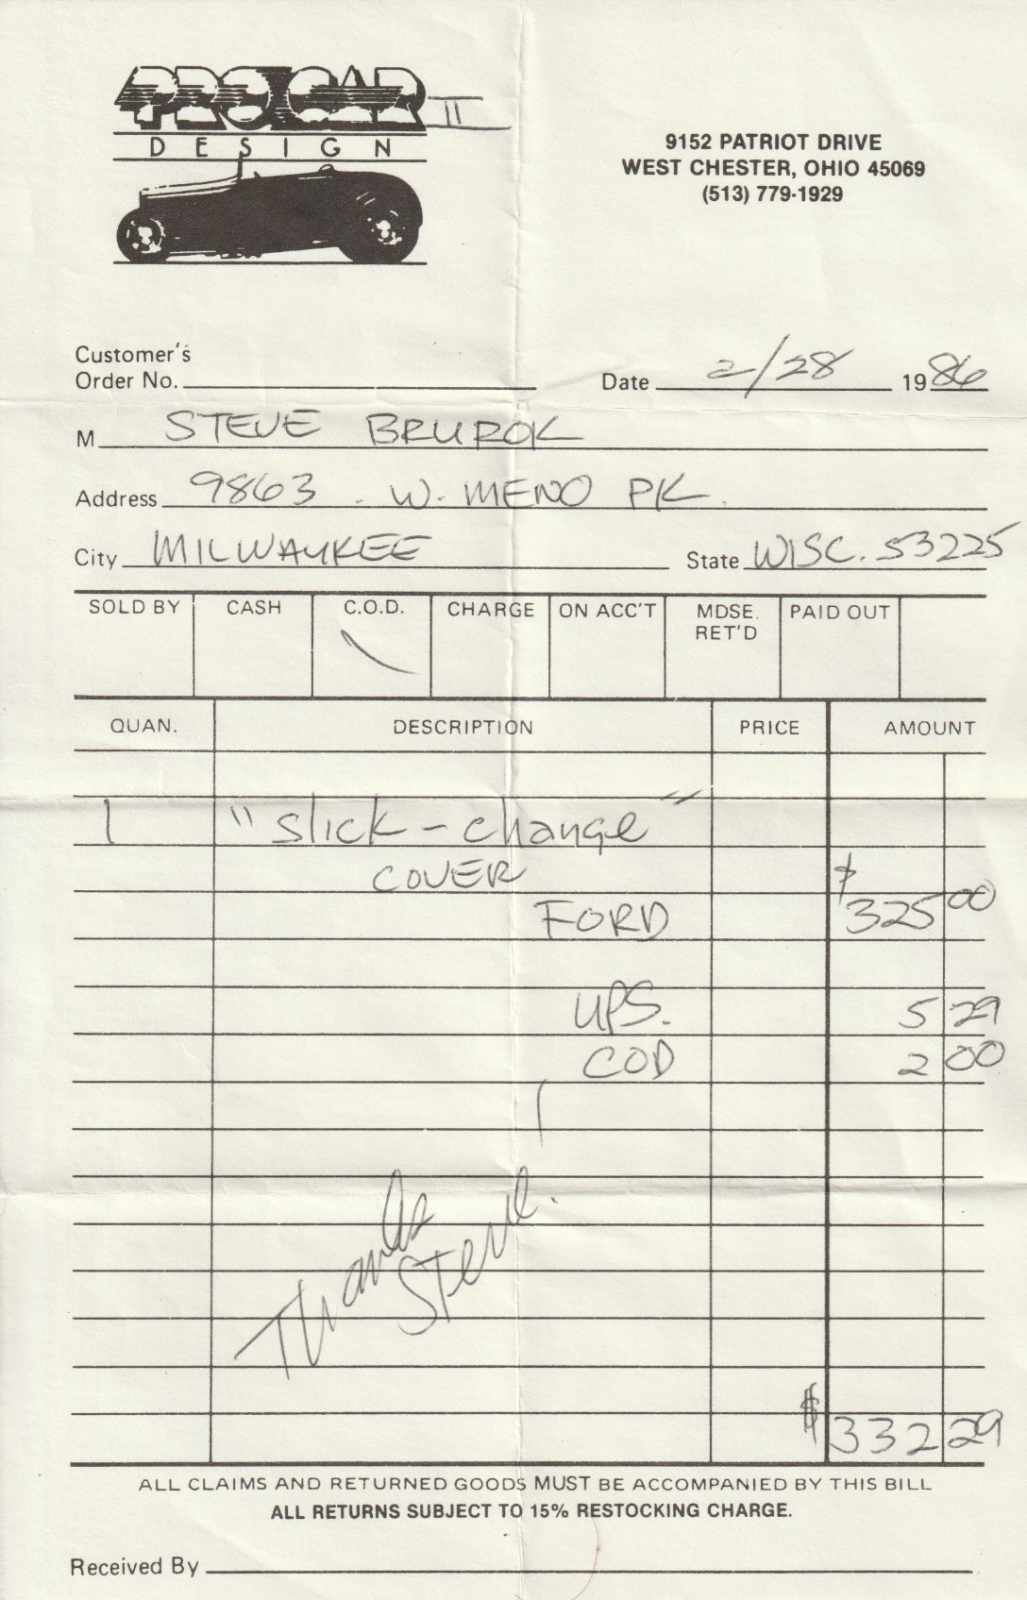 PRO CAR II
DESIGN
9152 PATRIOT DRIVE
WEST CHESTER, OHIO 45069
(513) 779-1929
Customer's
Order No.
Date 2/28 1986
M STEVE BRUROK
Address 9863 . W. MENO PK.
City MILWAUKEE State WISC. 53225
SOLD BY CASH C.O.D. CHARGE ON ACC'T MDSE. RET'D PAID OUT
QUAN. DESCRIPTION PRICE AMOUNT
1 "slick-change"
COVER $
FORD 325 00
UPS. 5 29
COD 2 00
Thanks
Steve!
$ 332 29
ALL CLAIMS AND RETURNED GOODS MUST BE ACCOMPANIED BY THIS BILL
ALL RETURNS SUBJECT TO 15% RESTOCKING CHARGE.
Received By